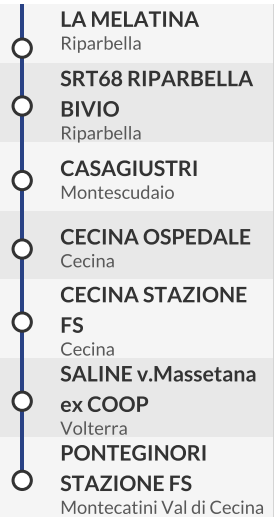 LA MELATINA
Riparbella
SRT68 RIPARBELLA
BIVIO
Riparbella
CASAGIUSTRI
Montescudaio
CECINA OSPEDALE
Cecina
CECINA STAZIONE
FS
Cecina
SALINE v.Massetana
ex COOP
Volterra
PONTEGINORI
STAZIONE FS
Montecatini Val di Cecina